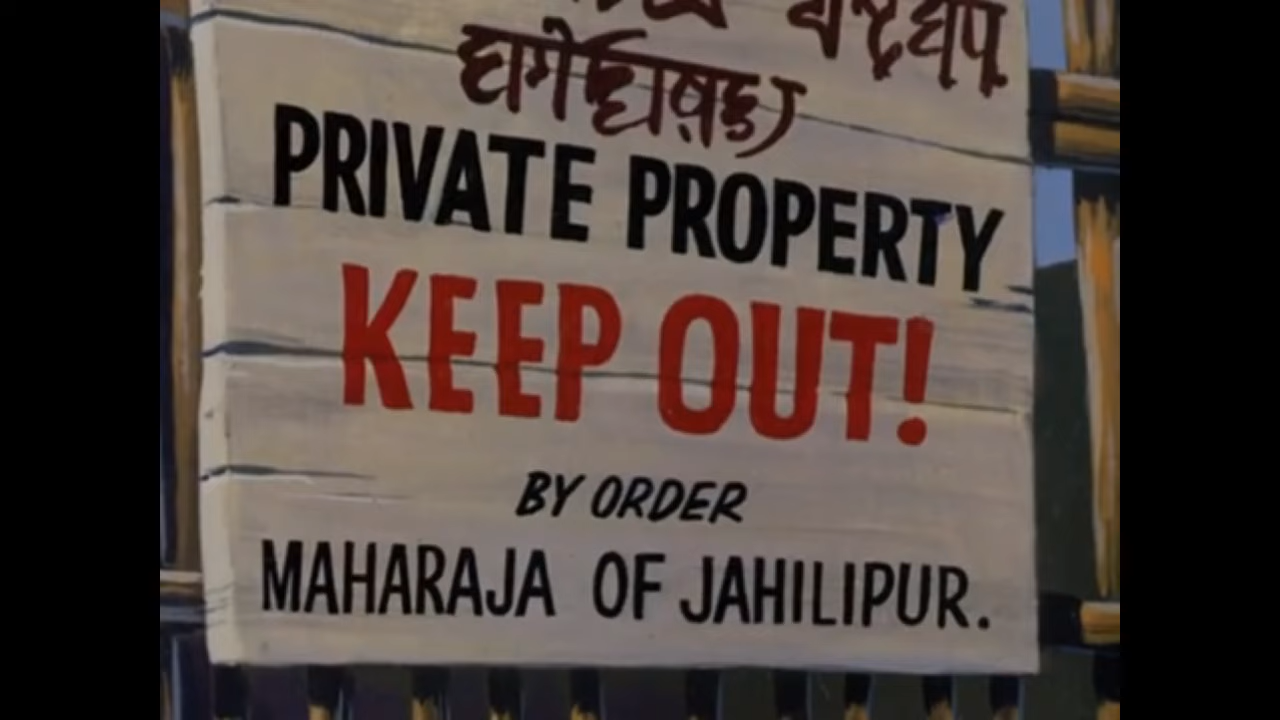 PRIVATE PROPERTY
KEEP OUT!
BY ORDER
MAHARAJA OF JAHILIPUR.